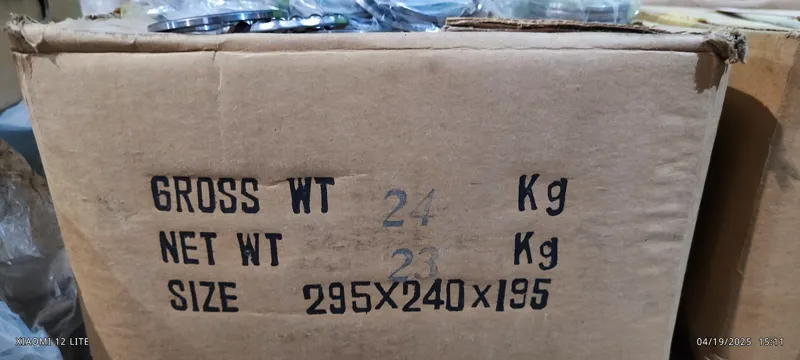 GROSS WT 24 Kg
NET WT 23 Kg
SIZE 295X240X195
XIAOMI 12 LITE
04/19/2025 15:11